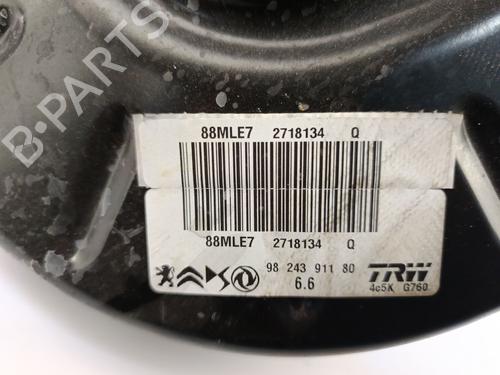 B-PARTS
88MLE7 2718134 Q
88MLE7 2718134 Q
98 243 911 80
6.6
TRW
4c5K G760